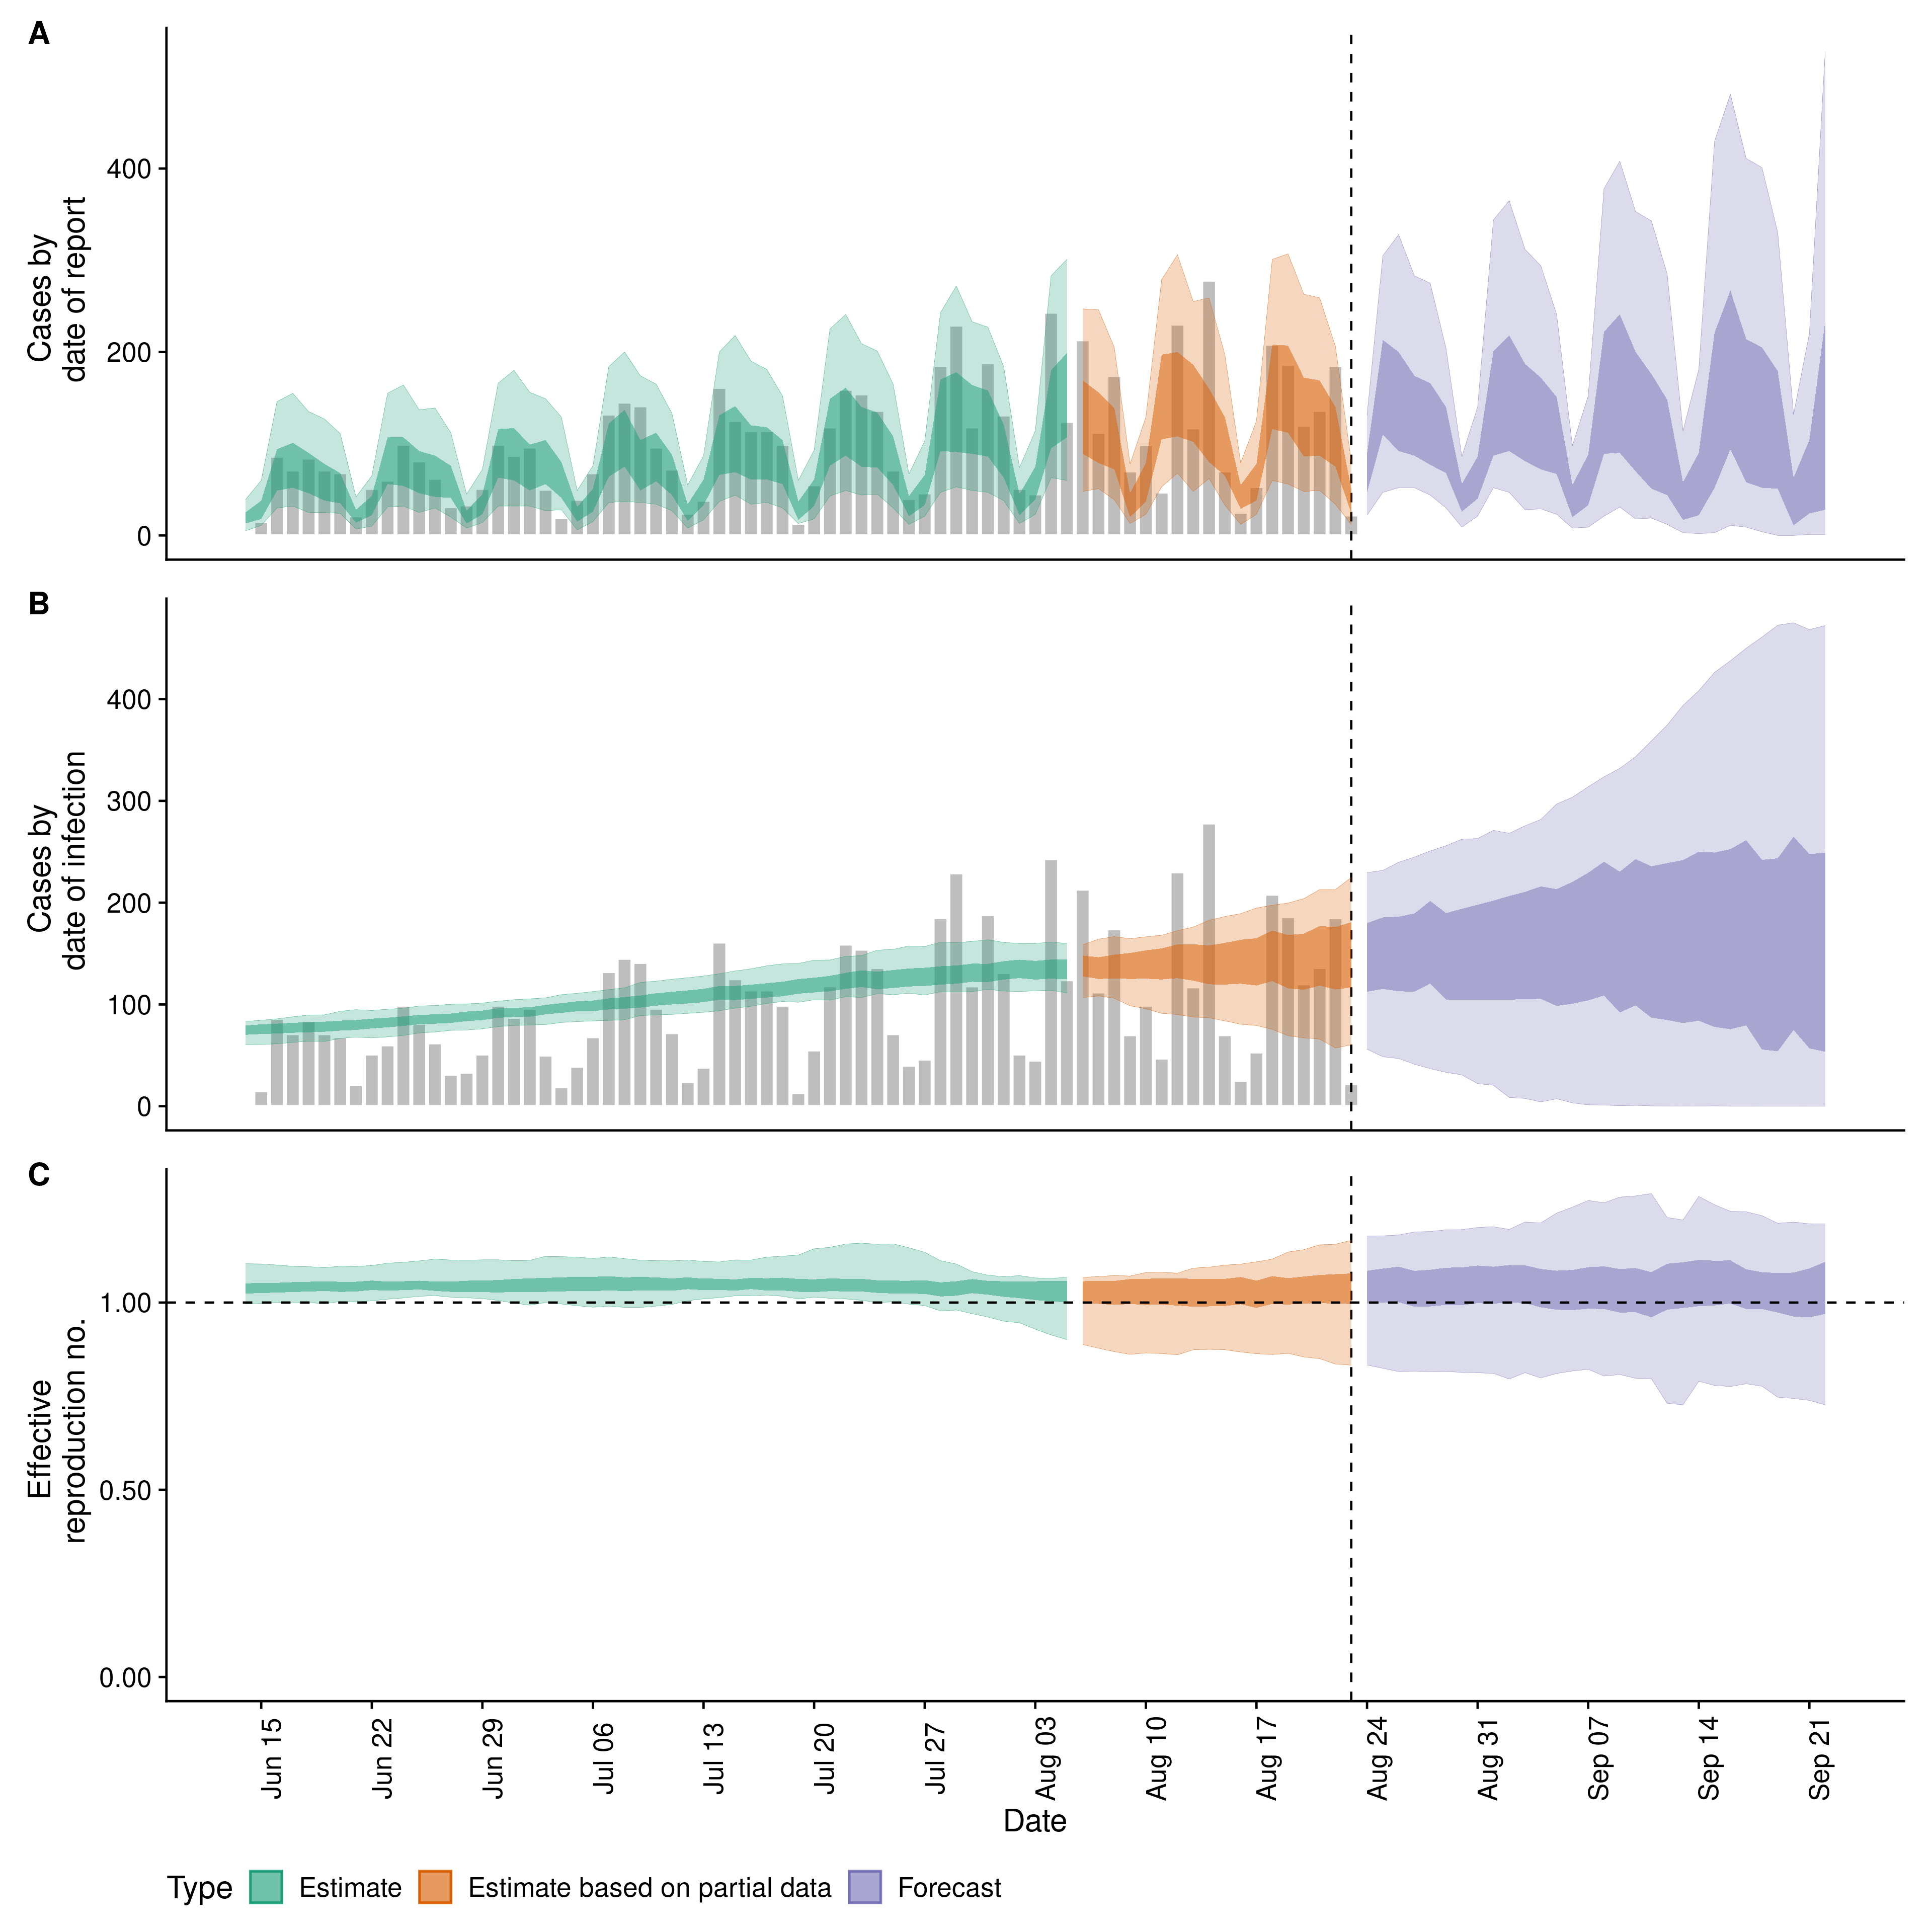 A
Cases by
date of report
400
200
0
B
Cases by
date of infection
400
300
200
100
0
C
Effective
reproduction no.
1.00
0.50
0.00
Jun 15
Jun 22
Jun 29
Jul 06
Jul 13
Jul 20
Jul 27
Aug 03
Aug 10
Aug 17
Aug 24
Aug 31
Sep 07
Sep 14
Sep 21
Date
Type Estimate Estimate based on partial data Forecast